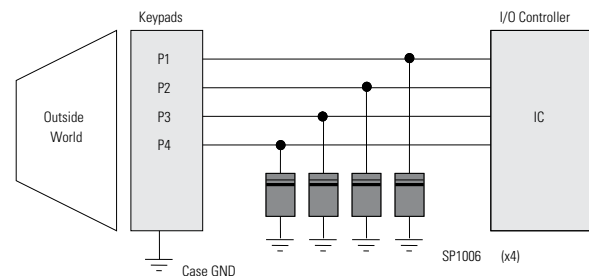 Keypads
I/O Controller
P1
P2
P3
P4
Outside
World
IC
SP1006 (x4)
Case GND